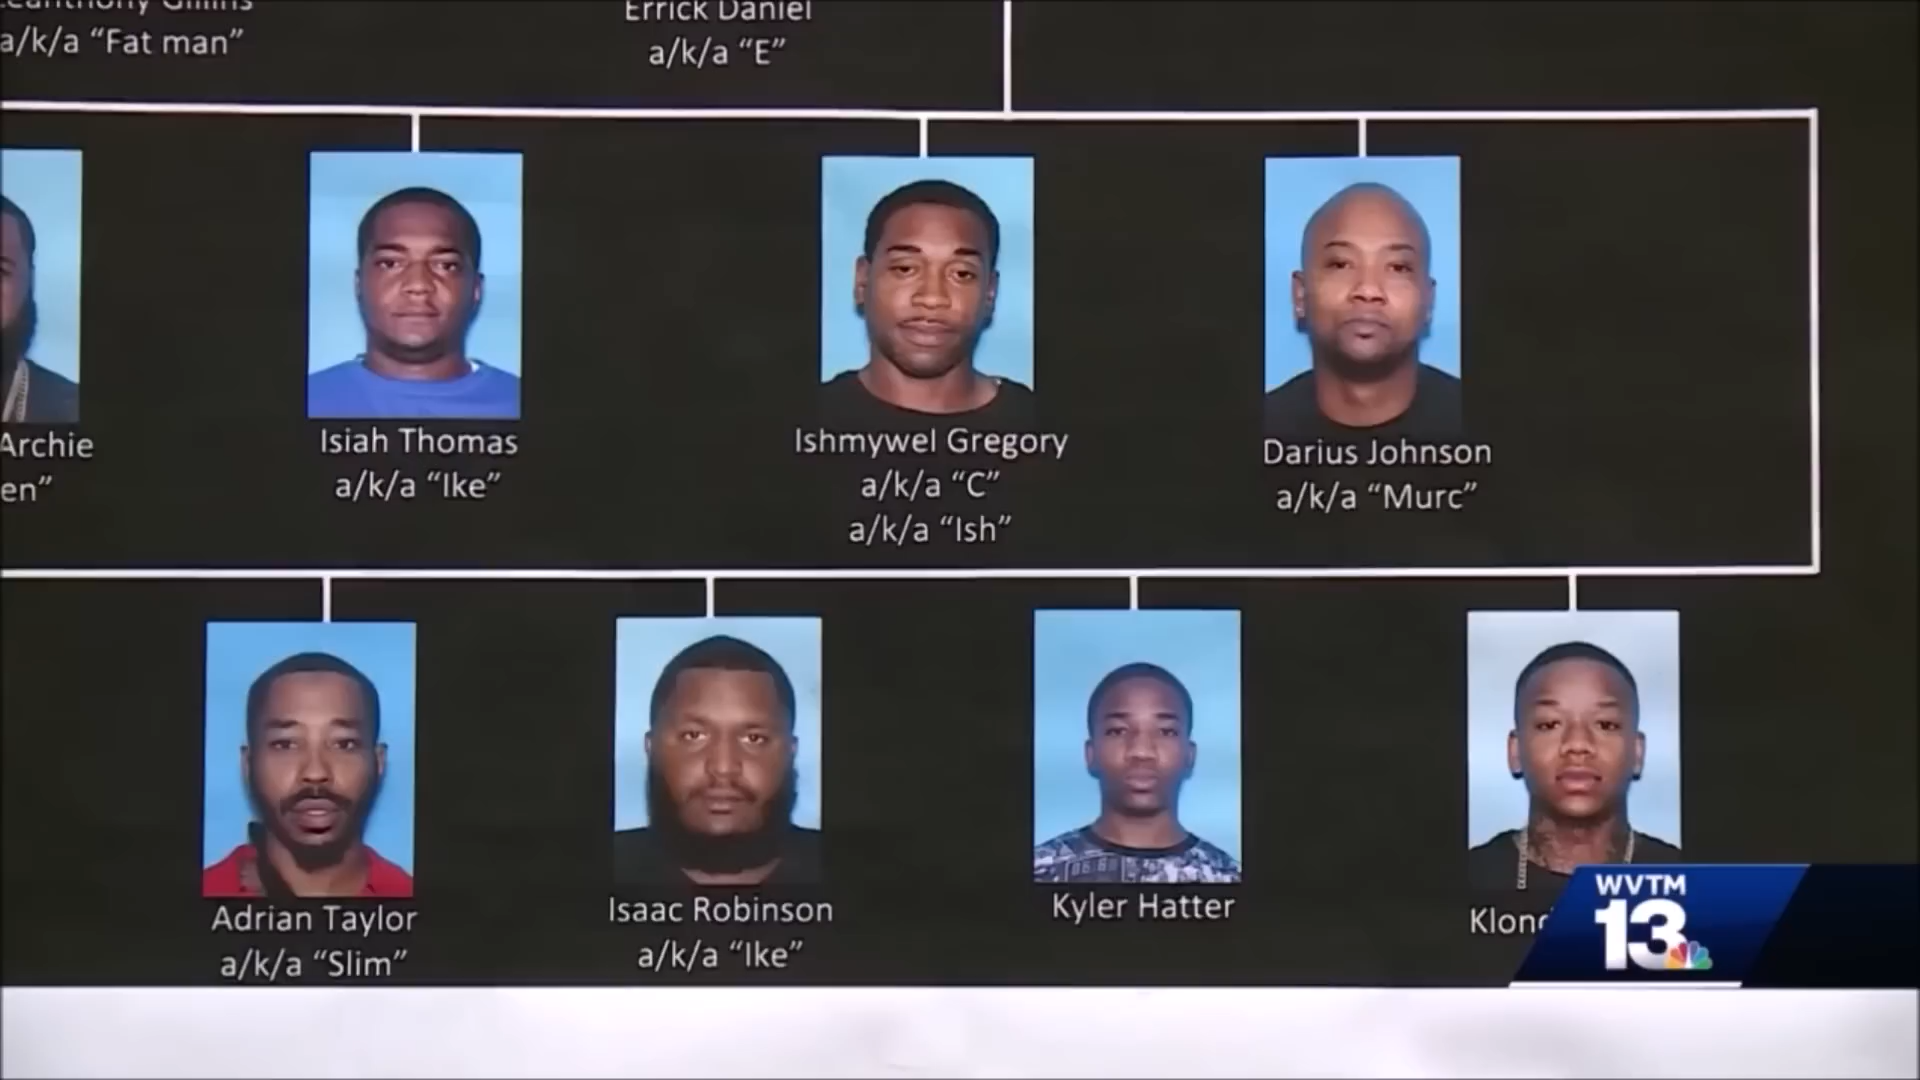 Errick Daniel
a/k/a “Fat man”
a/k/a “E”
Archie
en”
Isiah Thomas
a/k/a “Ike”
Ishmywel Gregory
a/k/a “C”
a/k/a “Ish”
Darius Johnson
a/k/a “Murc”
Adrian Taylor
a/k/a “Slim”
Isaac Robinson
a/k/a “Ike”
Kyler Hatter
Klond
WVTM
13